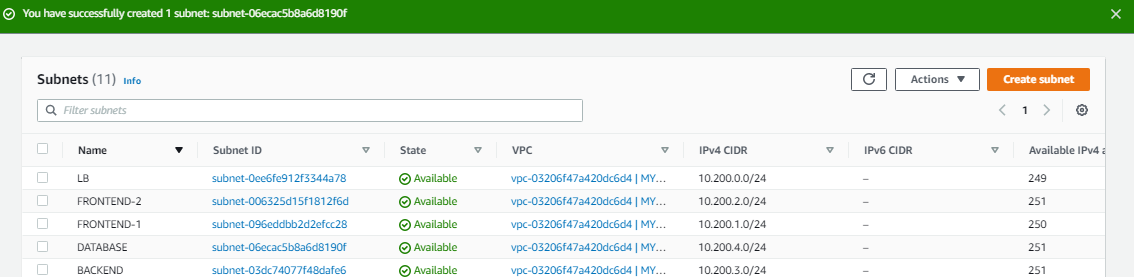 You have successfully created 1 subnet: subnet-06ecac5b8a6d8190f
Subnets (11) Info
Actions
Create subnet
Filter subnets
1
Name Subnet ID State VPC IPv4 CIDR IPv6 CIDR Available IPv4 a
LB subnet-0ee6fe912f3344a78 Available vpc-03206f47a420dc6d4 | MY... 10.200.0.0/24 – 249
FRONTEND-2 subnet-006325d15f1812f6d Available vpc-03206f47a420dc6d4 | MY... 10.200.2.0/24 – 251
FRONTEND-1 subnet-096eddbb2d2efcc28 Available vpc-03206f47a420dc6d4 | MY... 10.200.1.0/24 – 250
DATABASE subnet-06ecac5b8a6d8190f Available vpc-03206f47a420dc6d4 | MY... 10.200.4.0/24 – 251
BACKEND subnet-03dc74077f48dafe6 Available vpc-03206f47a420dc6d4 | MY... 10.200.3.0/24 – 251